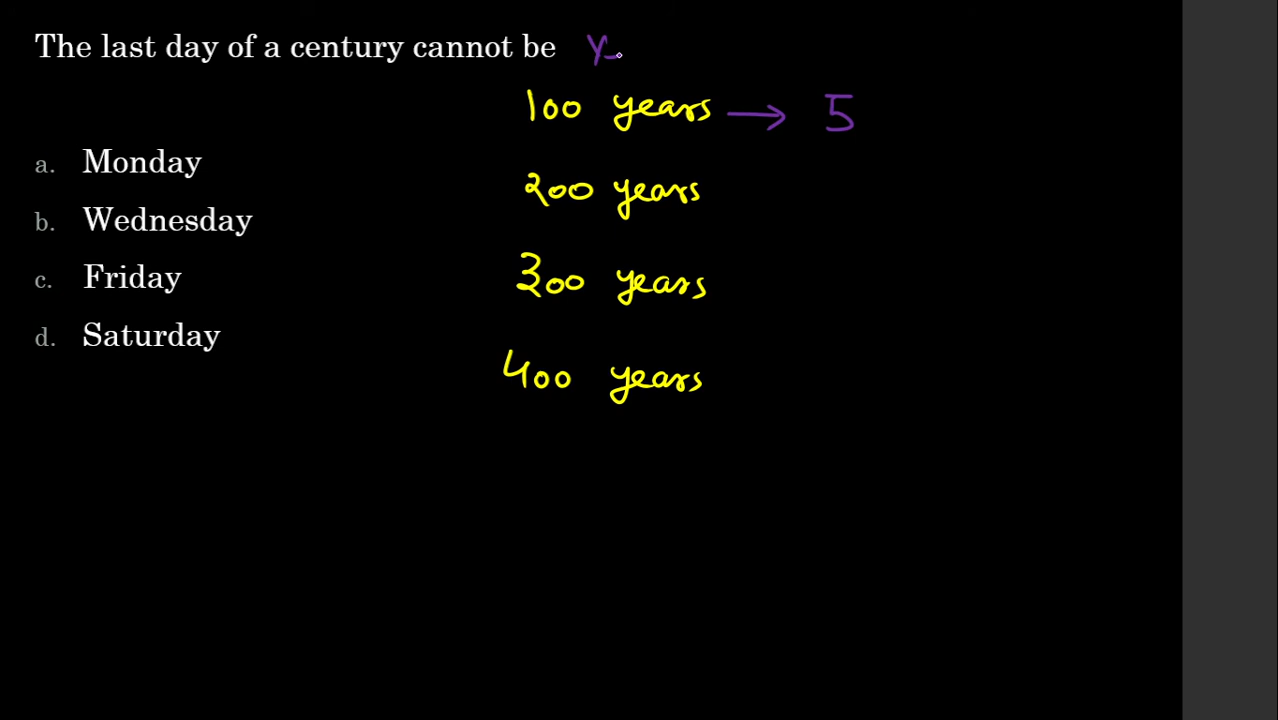 The last day of a century cannot be
100 years → 5
a. Monday
200 years
b. Wednesday
c. Friday
300 years
d. Saturday
400 years